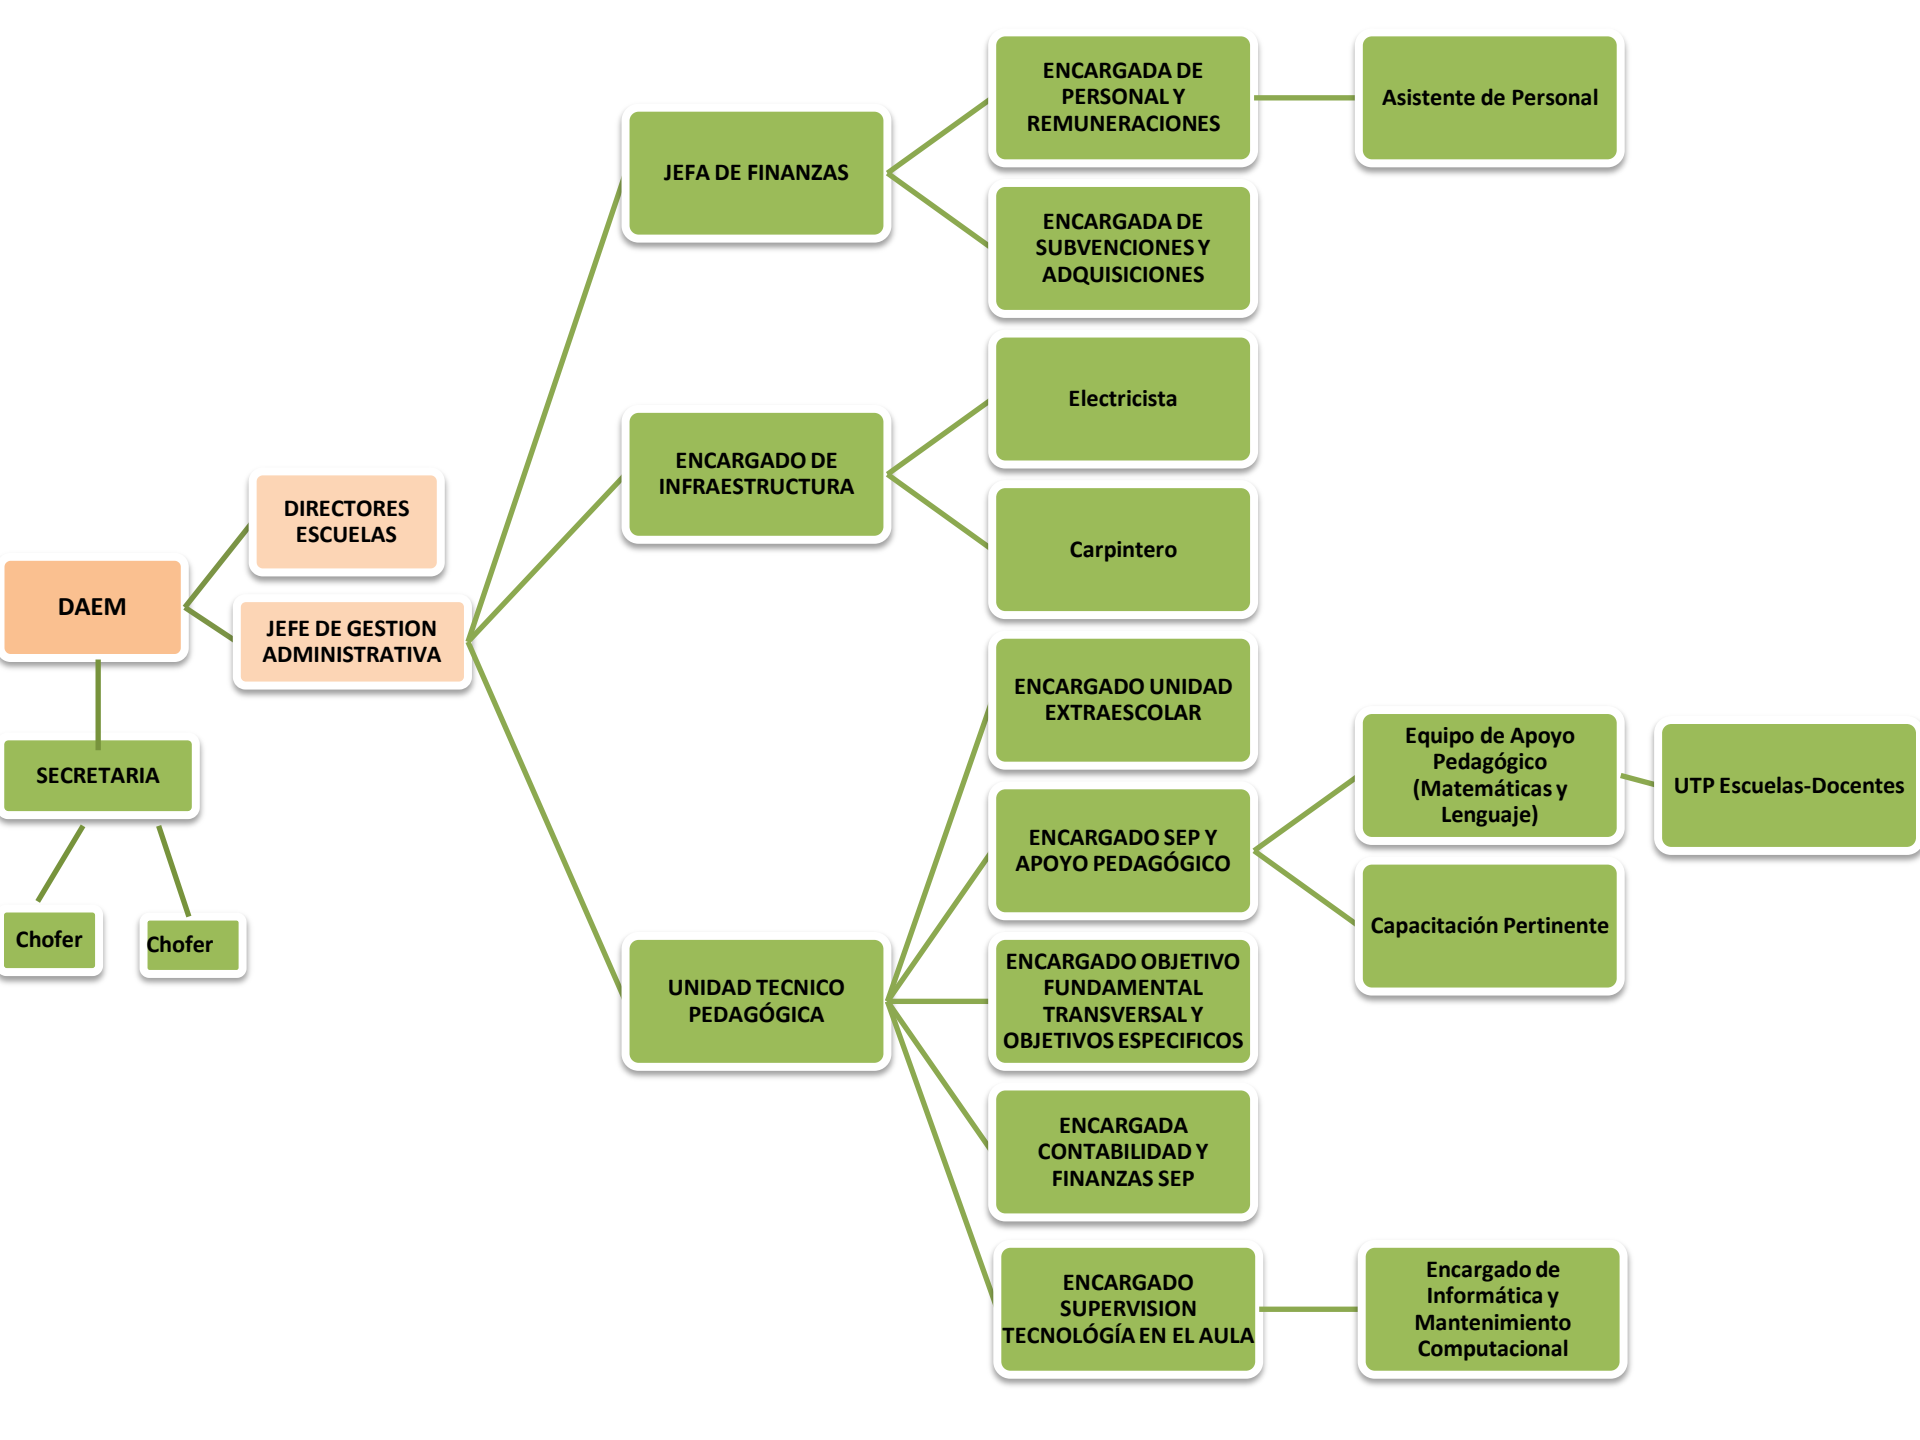 DAEM
SECRETARIA
Chofer
Chofer
DIRECTORES
ESCUELAS
JEFE DE GESTION
ADMINISTRATIVA
JEFA DE FINANZAS
ENCARGADA DE
PERSONAL Y
REMUNERACIONES
Asistente de Personal
ENCARGADA DE
SUBVENCIONES Y
ADQUISICIONES
ENCARGADO DE
INFRAESTRUCTURA
Electricista
Carpintero
UNIDAD TECNICO
PEDAGÓGICA
ENCARGADO UNIDAD
EXTRAESCOLAR
ENCARGADO SEP Y
APOYO PEDAGÓGICO
Equipo de Apoyo
Pedagógico
(Matemáticas y
Lenguaje)
UTP Escuelas-Docentes
Capacitación Pertinente
ENCARGADO OBJETIVO
FUNDAMENTAL
TRANSVERSAL Y
OBJETIVOS ESPECIFICOS
ENCARGADA
CONTABILIDAD Y
FINANZAS SEP
ENCARGADO
SUPERVISION
TECNOLÓGÍA EN EL AULA
Encargado de
Informática y
Mantenimiento
Computacional